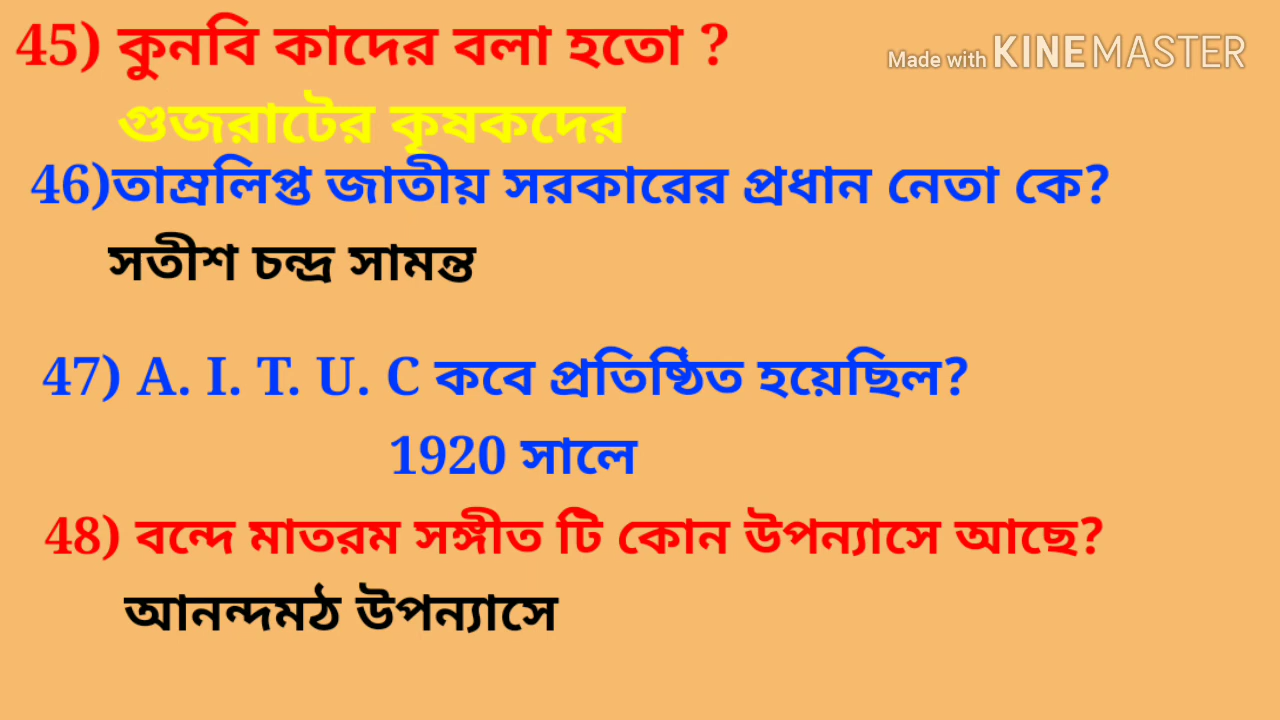 45) কুনবি কাদের বলা হতো ?
Made with KINEMASTER
গুজরাটের কৃষকদের
46)তাম্রলিপ্ত জাতীয় সরকারের প্রধান নেতা কে?
সতীশ চন্দ্র সামন্ত
47) A. I. T. U. C কবে প্রতিষ্ঠিত হয়েছিল?
1920 সালে
48) বন্দে মাতরম সঙ্গীত টি কোন উপন্যাসে আছে?
আনন্দমঠ উপন্যাসে